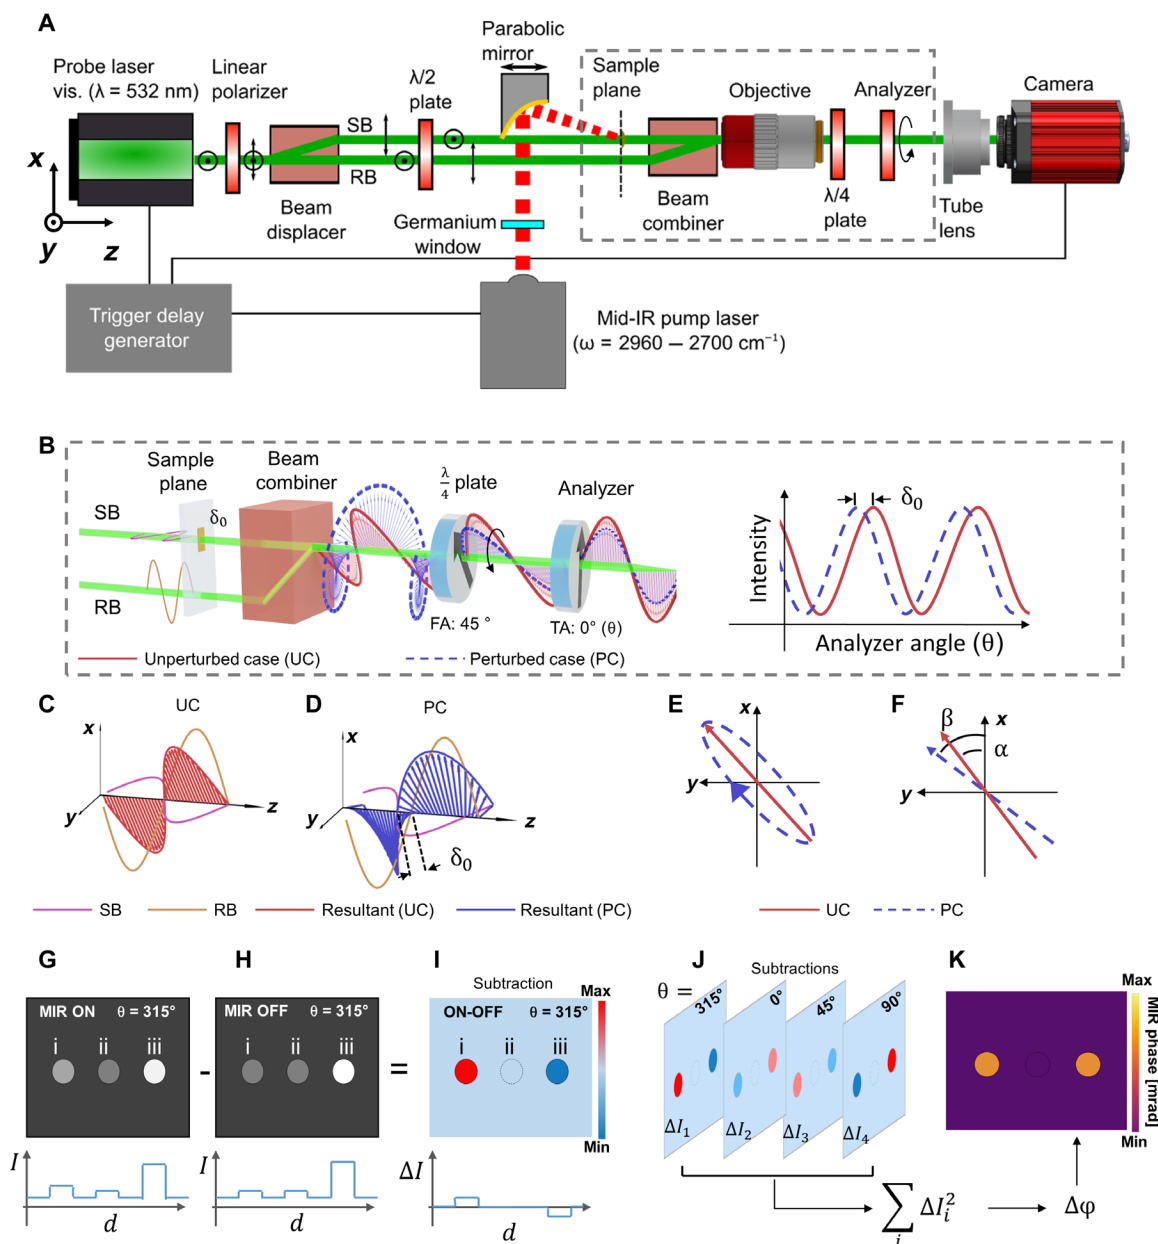 A
Probe laser
vis. (λ = 532 nm)
Linear
polarizer
λ/2
plate
Parabolic
mirror
Sample
plane
Objective
Analyzer
Camera
SB
RB
x
y
z
Beam
displacer
Germanium
window
Beam
combiner
λ/4
plate
Tube
lens
Trigger delay
generator
Mid-IR pump laser
(ω = 2960 — 2700 cm⁻¹)
B
Sample
plane
Beam
combiner
λ/4 plate
Analyzer
SB
δ₀
RB
FA: 45 °
TA: 0° (θ)
Unperturbed case (UC)
Perturbed case (PC)
δ₀
Intensity
Analyzer angle (θ)
C
UC
x
y
z
D
PC
x
y
z
δ₀
E
x
y
F
β
x
α
y
SB
RB
Resultant (UC)
Resultant (PC)
UC
PC
G
MIR ON θ = 315°
i ii iii
I
d
-
H
MIR OFF θ = 315°
i ii iii
I
d
=
I
Subtraction
Max
ON-OFF θ = 315°
i ii iii
Min
ΔI
d
J
Subtractions
θ =
315° 0° 45° 90°
ΔI₁ ΔI₂ ΔI₃ ΔI₄
∑ ΔIᵢ²
i
Δφ
K
Max
MIR phase [mrad]
Min